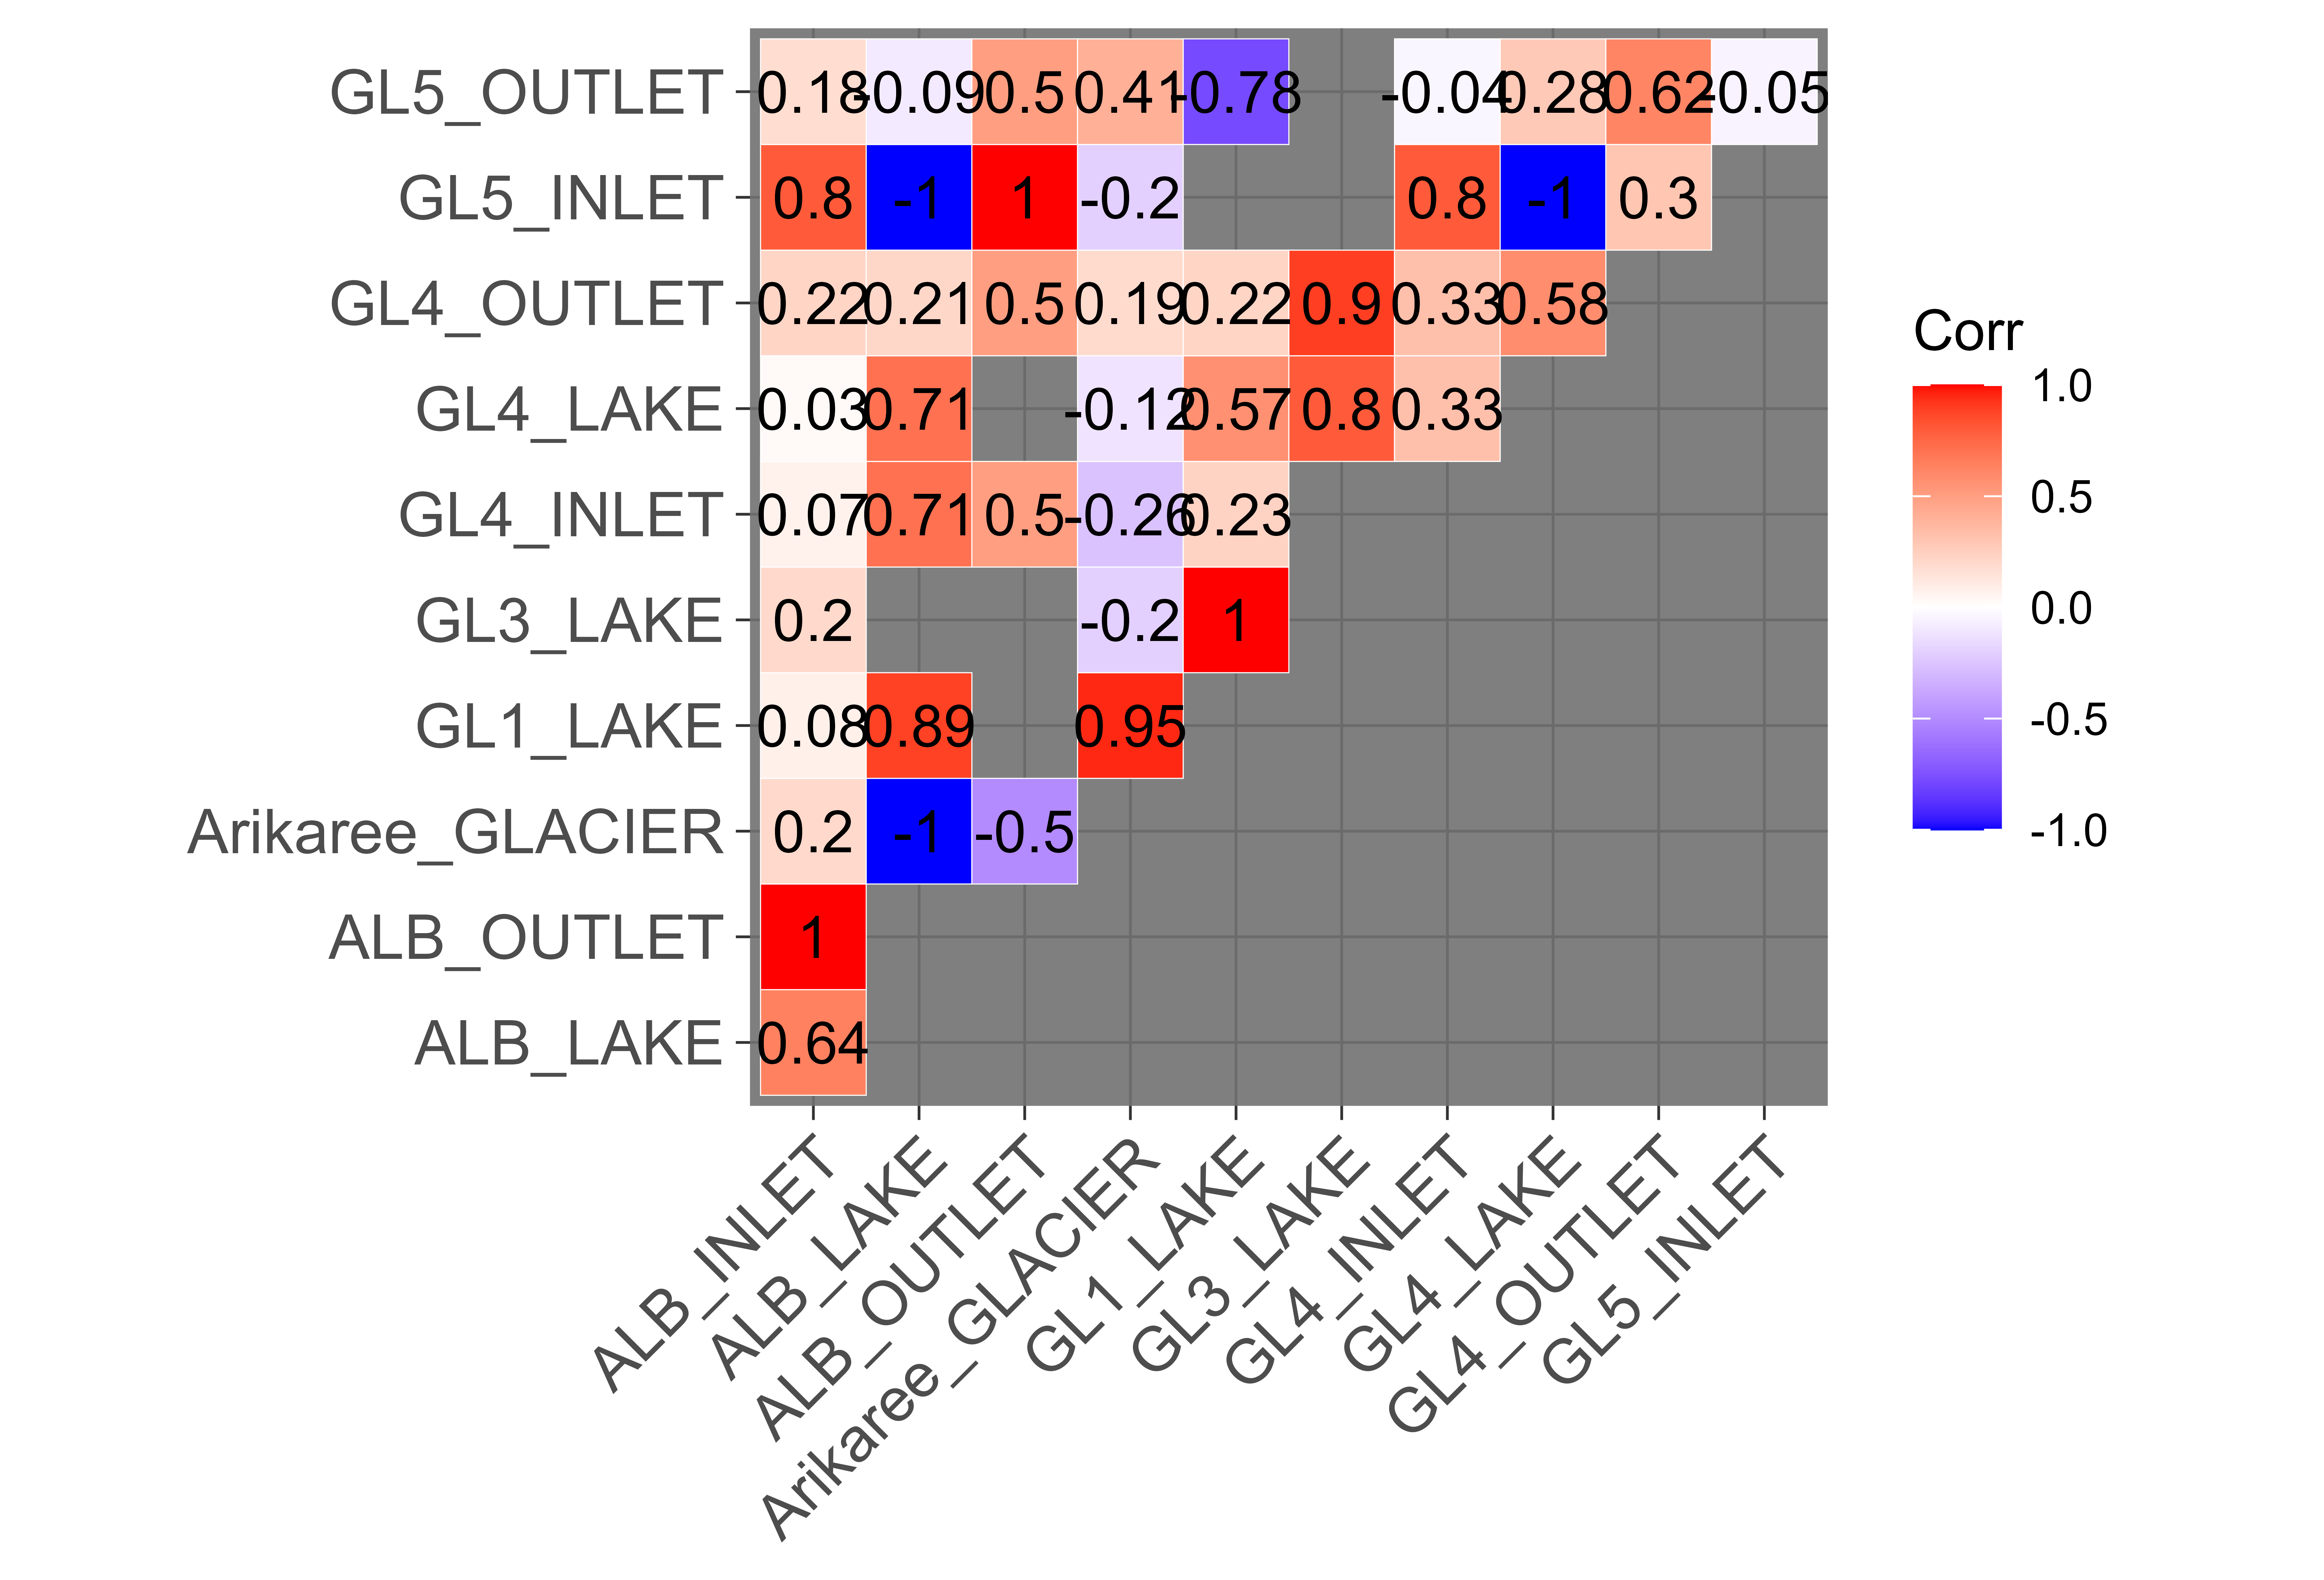 GL5_OUTLET 0.18 -0.09 0.5 0.41 -0.78 -0.04 0.28 0.62 -0.05
GL5_INLET 0.8 -1 1 -0.2 0.8 -1 0.3
GL4_OUTLET 0.22 0.21 0.5 0.19 0.22 0.9 0.33 0.58
GL4_LAKE 0.03 0.71 -0.12 0.57 0.8 0.33
GL4_INLET 0.07 0.71 0.5 -0.26 0.23
GL3_LAKE 0.2 -0.2 1
GL1_LAKE 0.08 0.89 0.95
Arikaree_GLACIER 0.2 -1 -0.5
ALB_OUTLET 1
ALB_LAKE 0.64
ALB_INLET
ALB_LAKE
ALB_OUTLET
Arikaree_GLACIER
GL1_LAKE
GL3_LAKE
GL4_INLET
GL4_LAKE
GL4_OUTLET
GL5_INLET
Corr
1.0
0.5
0.0
-0.5
-1.0